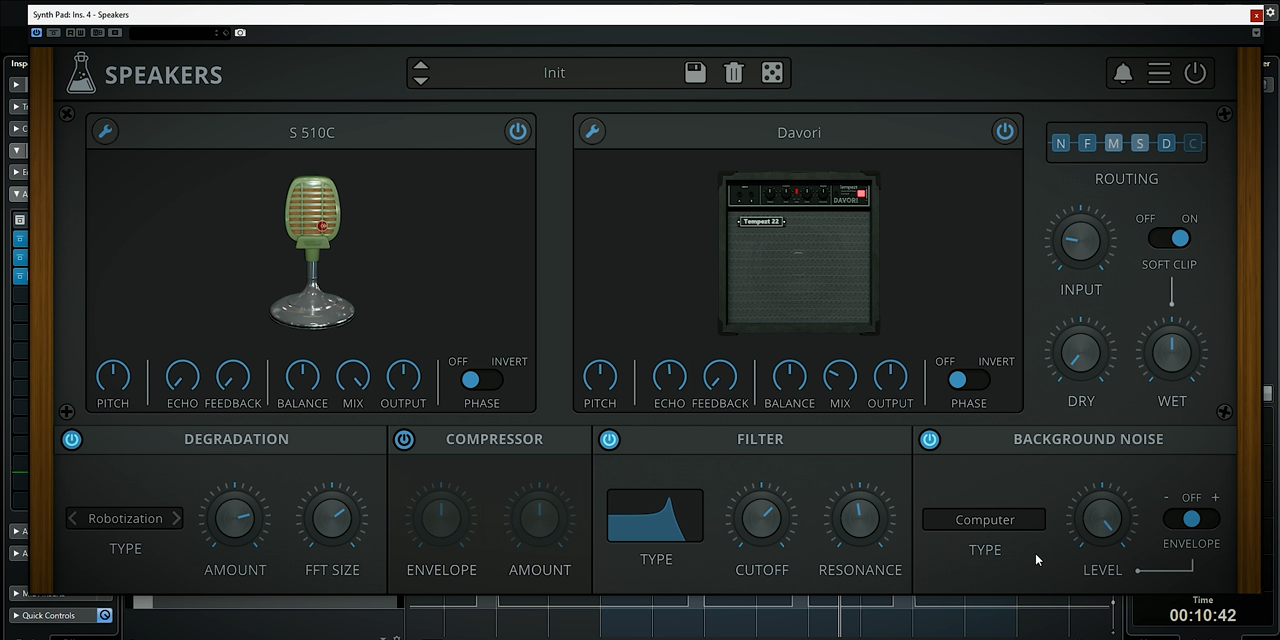 Synth Pad: Ins. 4 - Speakers
x
Insp
SPEAKERS
Init
S 510C
Davori
Tempezt 22
DAVORI
N F M S D C
ROUTING
OFF ON
SOFT CLIP
INPUT
DRY
WET
PITCH
ECHO FEEDBACK
BALANCE MIX OUTPUT
OFF INVERT
PHASE
PITCH
ECHO FEEDBACK
BALANCE MIX OUTPUT
OFF INVERT
PHASE
DEGRADATION
COMPRESSOR
FILTER
BACKGROUND NOISE
Robotization
TYPE
AMOUNT
FFT SIZE
ENVELOPE
AMOUNT
TYPE
CUTOFF
RESONANCE
Computer
TYPE
LEVEL
- OFF +
ENVELOPE
Quick Controls
Time
00:10:42